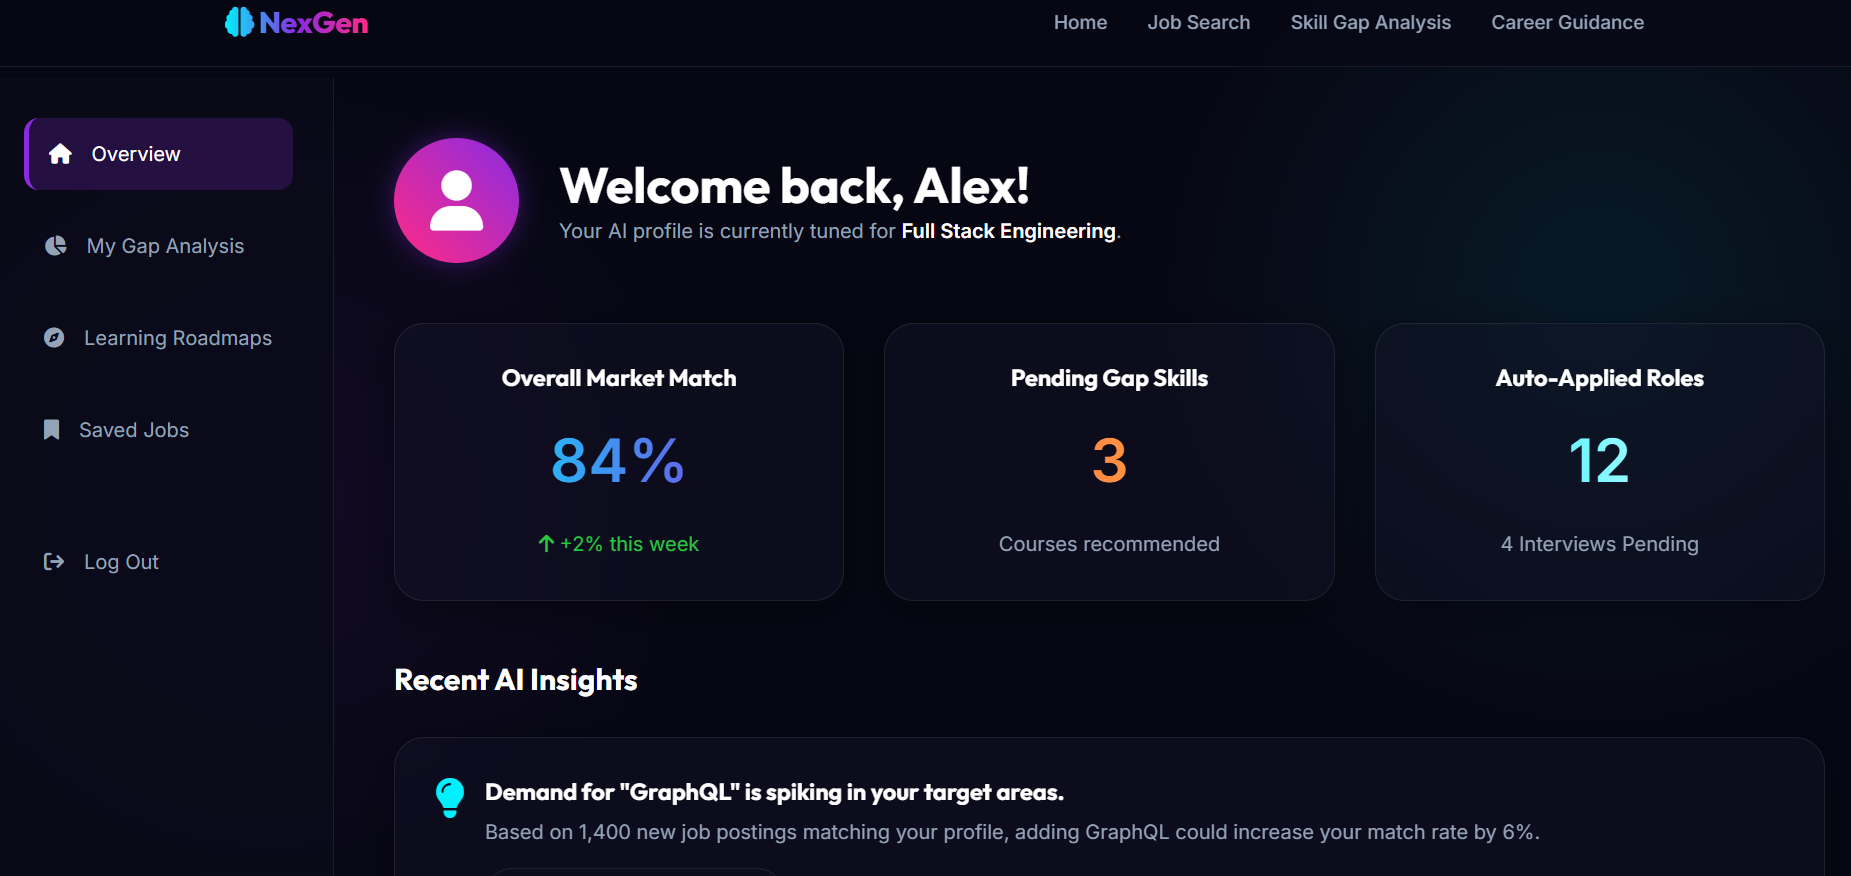 NexGen
Home
Job Search
Skill Gap Analysis
Career Guidance
Overview
My Gap Analysis
Learning Roadmaps
Saved Jobs
Log Out
Welcome back, Alex!
Your AI profile is currently tuned for Full Stack Engineering.
Overall Market Match
84%
+2% this week
Pending Gap Skills
3
Courses recommended
Auto-Applied Roles
12
4 Interviews Pending
Recent AI Insights
Demand for "GraphQL" is spiking in your target areas.
Based on 1,400 new job postings matching your profile, adding GraphQL could increase your match rate by 6%.